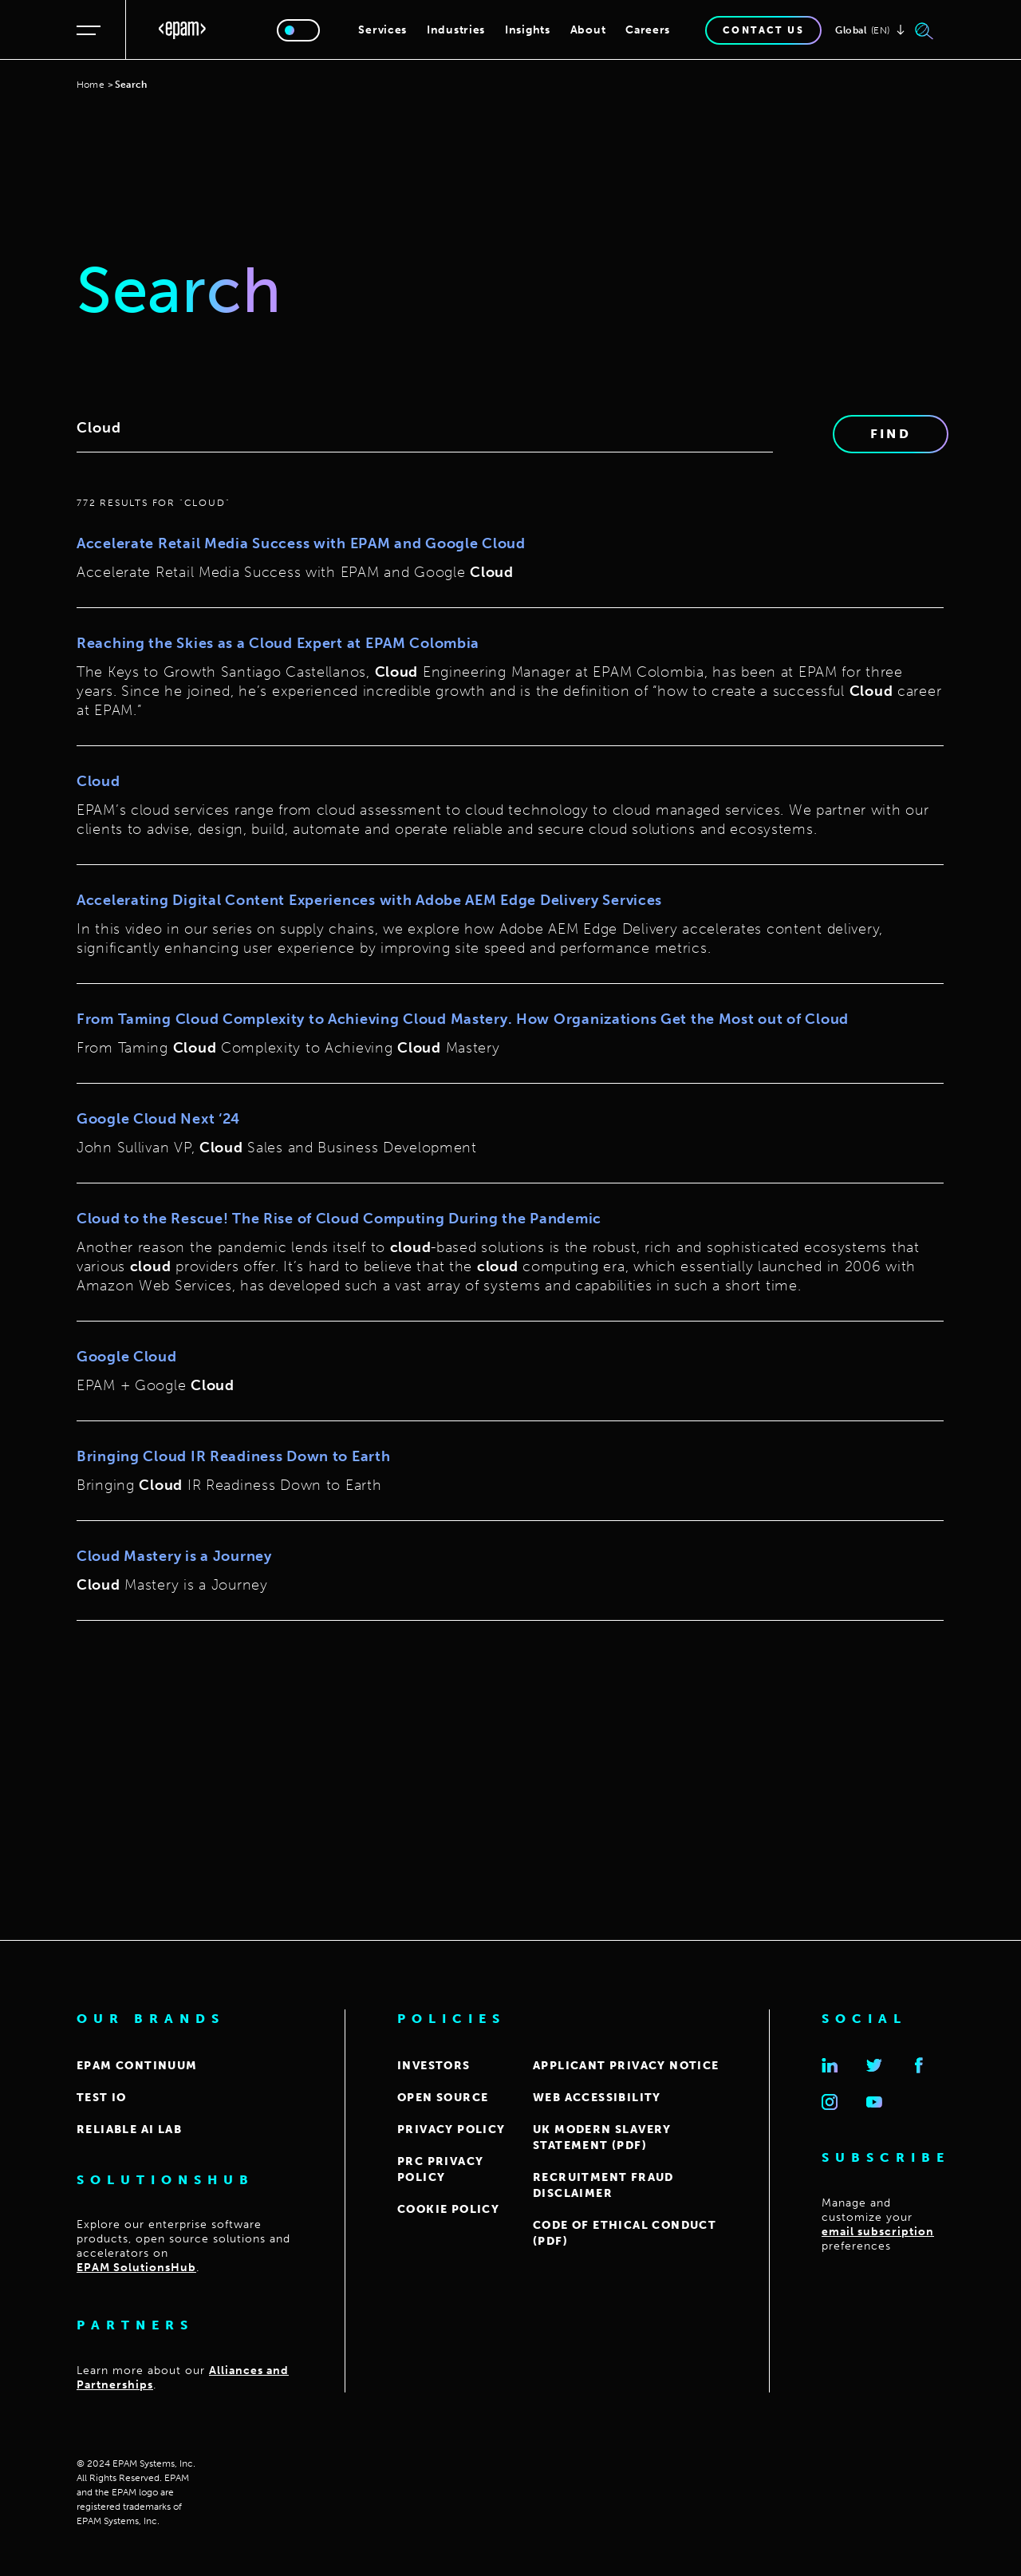 <epam>
Services
Industries
Insights
About
Careers
CONTACT US
Global (EN)
Home > Search
Search
Cloud
FIND
772 RESULTS FOR "CLOUD"
Accelerate Retail Media Success with EPAM and Google Cloud
Accelerate Retail Media Success with EPAM and Google Cloud
Reaching the Skies as a Cloud Expert at EPAM Colombia
The Keys to Growth Santiago Castellanos, Cloud Engineering Manager at EPAM Colombia, has been at EPAM for three
years. Since he joined, he’s experienced incredible growth and is the definition of “how to create a successful Cloud career
at EPAM.”
Cloud
EPAM’s cloud services range from cloud assessment to cloud technology to cloud managed services. We partner with our
clients to advise, design, build, automate and operate reliable and secure cloud solutions and ecosystems.
Accelerating Digital Content Experiences with Adobe AEM Edge Delivery Services
In this video in our series on supply chains, we explore how Adobe AEM Edge Delivery accelerates content delivery,
significantly enhancing user experience by improving site speed and performance metrics.
From Taming Cloud Complexity to Achieving Cloud Mastery. How Organizations Get the Most out of Cloud
From Taming Cloud Complexity to Achieving Cloud Mastery
Google Cloud Next ’24
John Sullivan VP, Cloud Sales and Business Development
Cloud to the Rescue! The Rise of Cloud Computing During the Pandemic
Another reason the pandemic lends itself to cloud-based solutions is the robust, rich and sophisticated ecosystems that
various cloud providers offer. It’s hard to believe that the cloud computing era, which essentially launched in 2006 with
Amazon Web Services, has developed such a vast array of systems and capabilities in such a short time.
Google Cloud
EPAM + Google Cloud
Bringing Cloud IR Readiness Down to Earth
Bringing Cloud IR Readiness Down to Earth
Cloud Mastery is a Journey
Cloud Mastery is a Journey
OUR BRANDS
EPAM CONTINUUM
TEST IO
RELIABLE AI LAB
SOLUTIONSHUB
Explore our enterprise software
products, open source solutions and
accelerators on
EPAM SolutionsHub.
PARTNERS
Learn more about our Alliances and
Partnerships.
POLICIES
INVESTORS
OPEN SOURCE
PRIVACY POLICY
PRC PRIVACY
POLICY
COOKIE POLICY
APPLICANT PRIVACY NOTICE
WEB ACCESSIBILITY
UK MODERN SLAVERY
STATEMENT (PDF)
RECRUITMENT FRAUD
DISCLAIMER
CODE OF ETHICAL CONDUCT
(PDF)
SOCIAL
SUBSCRIBE
Manage and
customize your
email subscription
preferences
© 2024 EPAM Systems, Inc.
All Rights Reserved. EPAM
and the EPAM logo are
registered trademarks of
EPAM Systems, Inc.